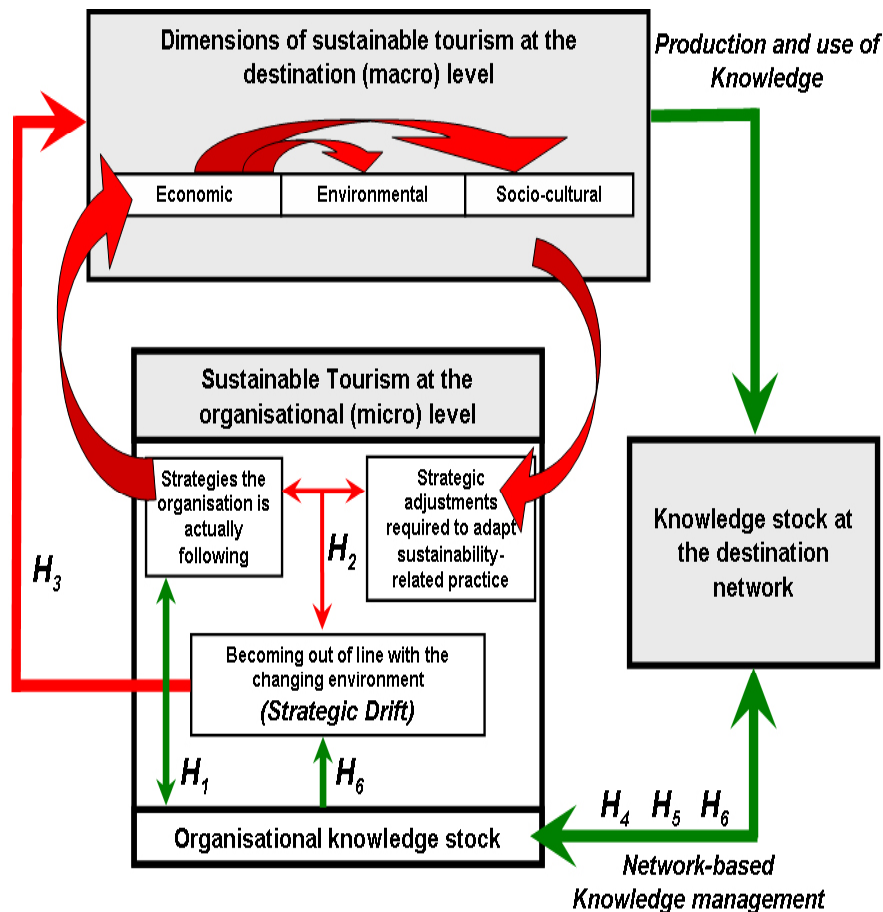 Dimensions of sustainable tourism at the
destination (macro) level
Production and use of
Knowledge
Economic
Environmental
Socio-cultural
Sustainable Tourism at the
organisational (micro) level
Strategies the
organisation is
actually
following
Strategic
adjustments
required to adapt
sustainability-
related practice
H2
H3
Knowledge stock at
the destination
network
Becoming out of line with the
changing environment
(Strategic Drift)
H1
H6
H4 H5 H6
Organisational knowledge stock
Network-based
Knowledge management